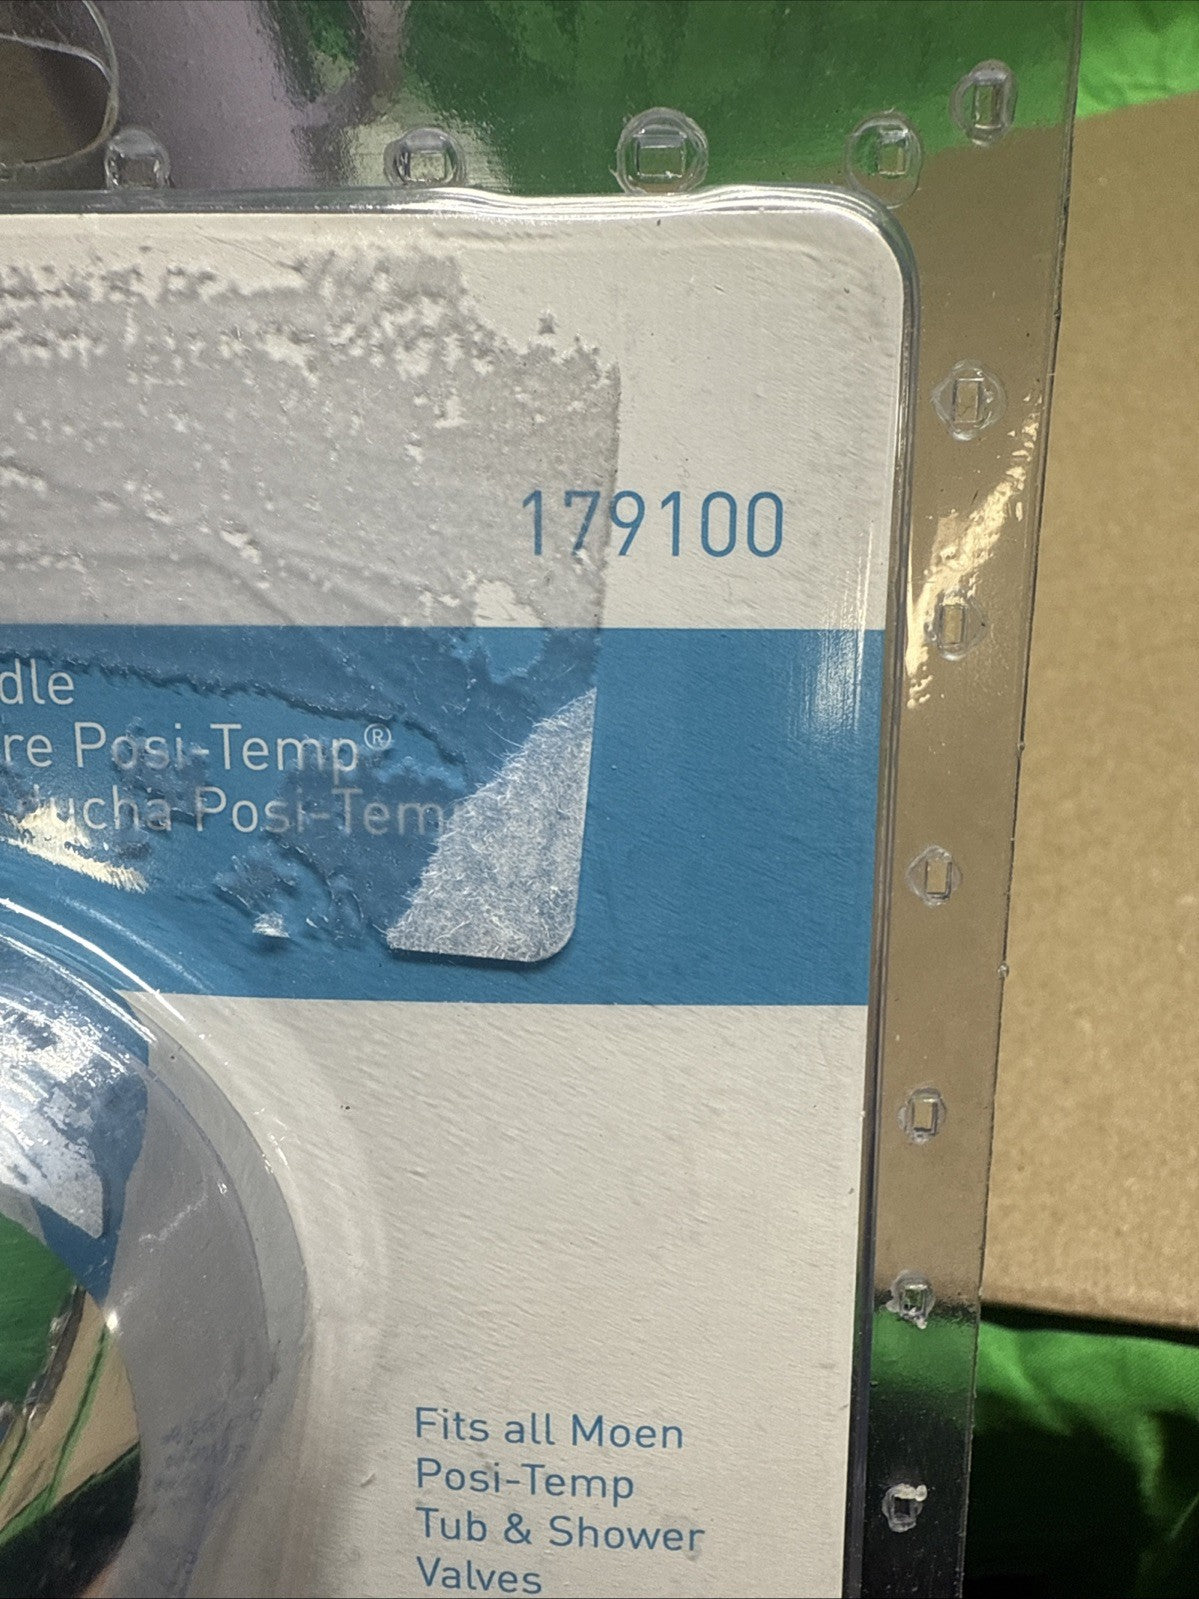 179100
dle
re Posi-Temp®
ducha Posi-Tem
Fits all Moen
Posi-Temp
Tub & Shower
Valves